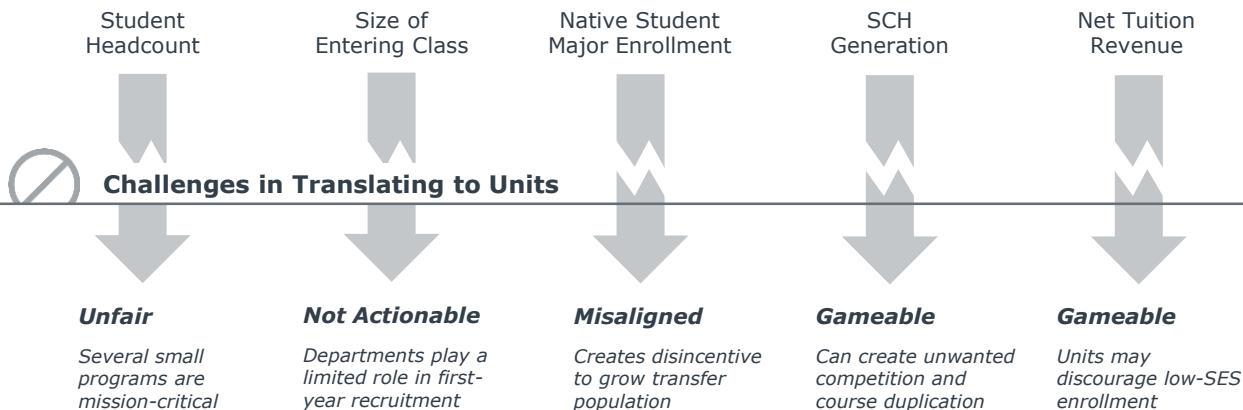 Student
Headcount
Size of
Entering Class
Native Student
Major Enrollment
SCH
Generation
Net Tuition
Revenue
Challenges in Translating to Units
Unfair
Several small
programs are
mission-critical
Not Actionable
Departments play a
limited role in first-
year recruitment
Misaligned
Creates disincentive
to grow transfer
population
Gameable
Can create unwanted
competition and
course duplication
Gameable
Units may
discourage low-SES
enrollment